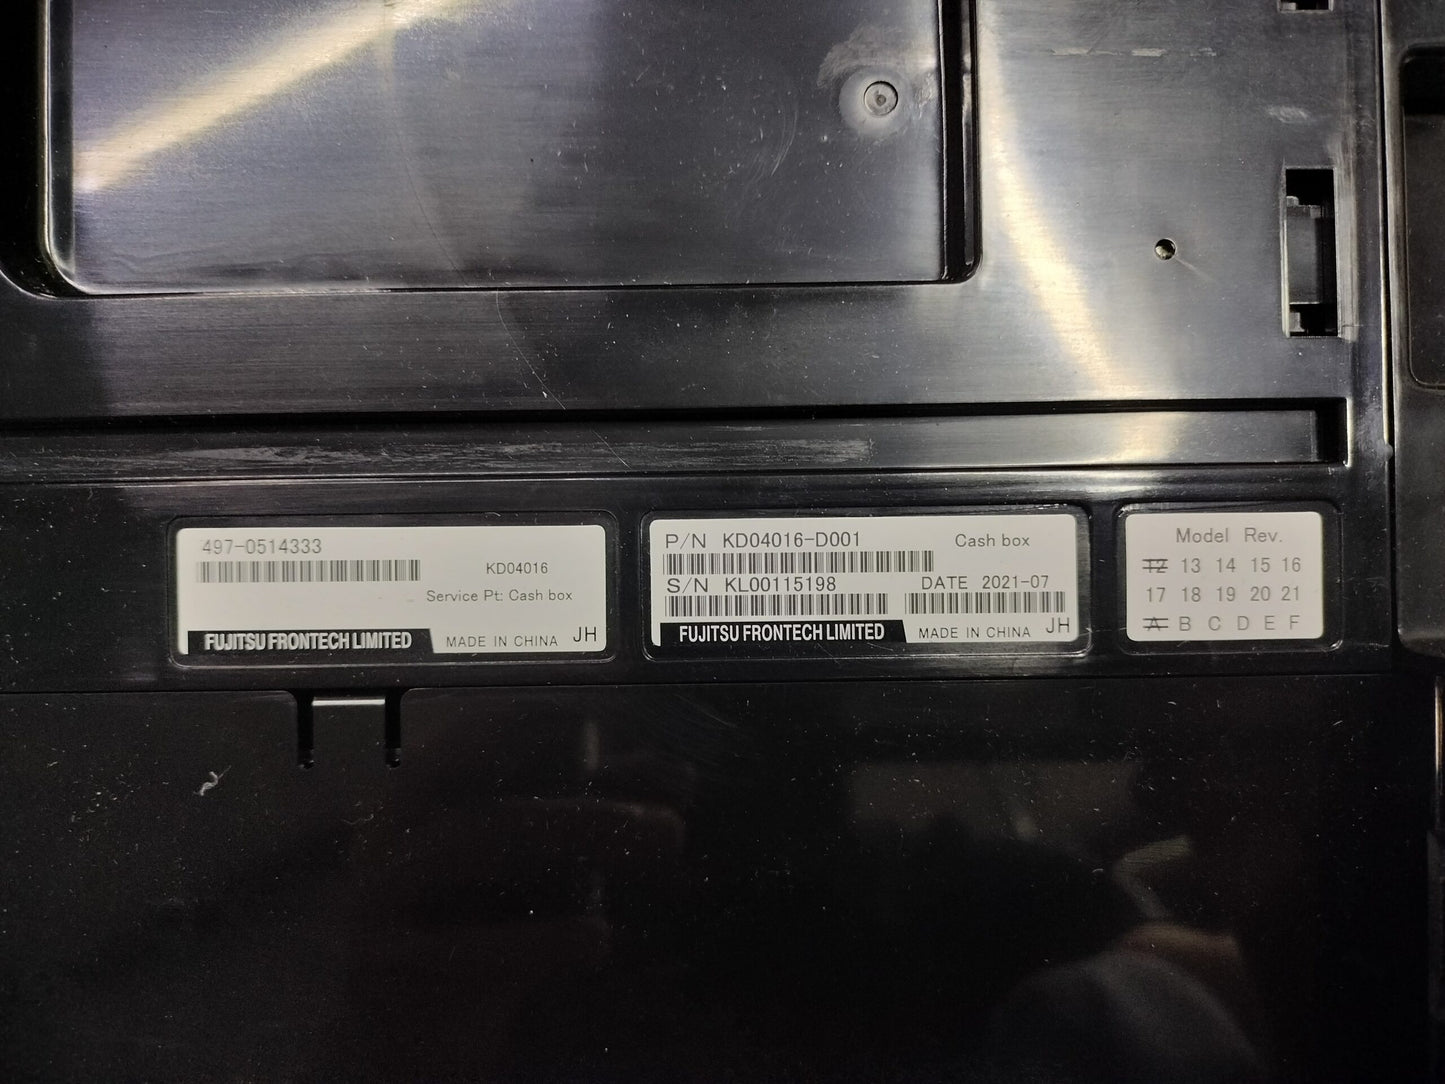 497-0514333
KD04016
Service Pt: Cash box
FUJITSU FRONTECH LIMITED MADE IN CHINA JH
P/N KD04016-D001 Cash box
S/N KL00115198 DATE 2021-07
FUJITSU FRONTECH LIMITED MADE IN CHINA JH
Model Rev.
12 13 14 15 16
17 18 19 20 21
A B C D E F